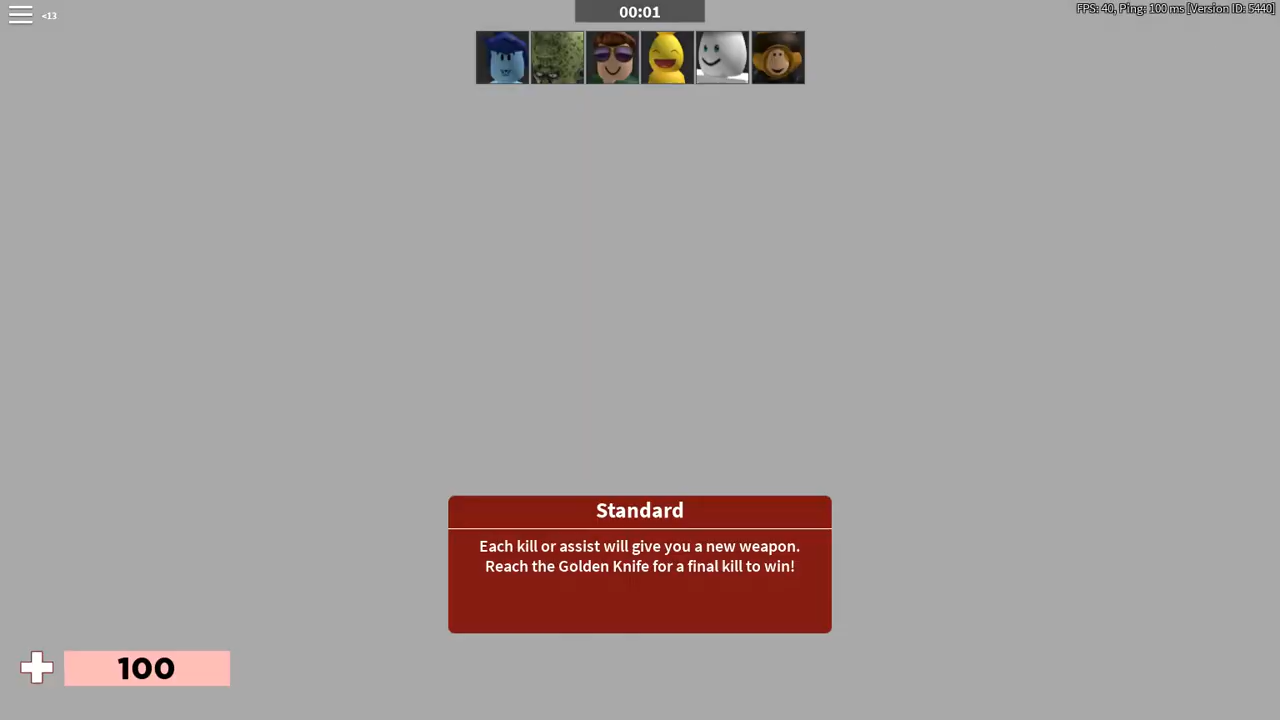 <13
00:01
FPS: 40, Ping: 100 ms [Version ID: 5440]
Standard
Each kill or assist will give you a new weapon.
Reach the Golden Knife for a final kill to win!
100